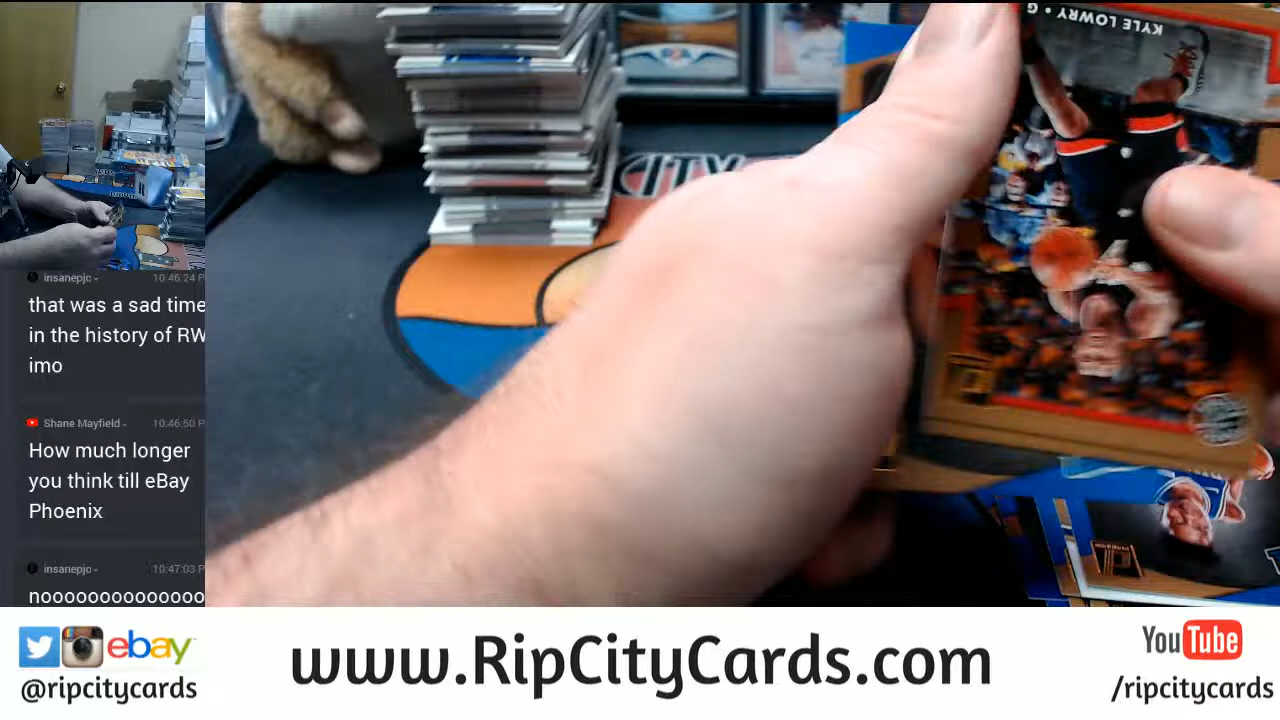 KYLE LOWRY • G
CITY
insanepjc
10:46:24 P
that was a sad time
in the history of RW
imo
Shane Mayfield
10:46:50 P
How much longer
you think till eBay
Phoenix
insanepjc
10:47:03
nooooooooooooo
ebay
@ripcitycards
www.RipCityCards.com
YouTube
/ripcitycards